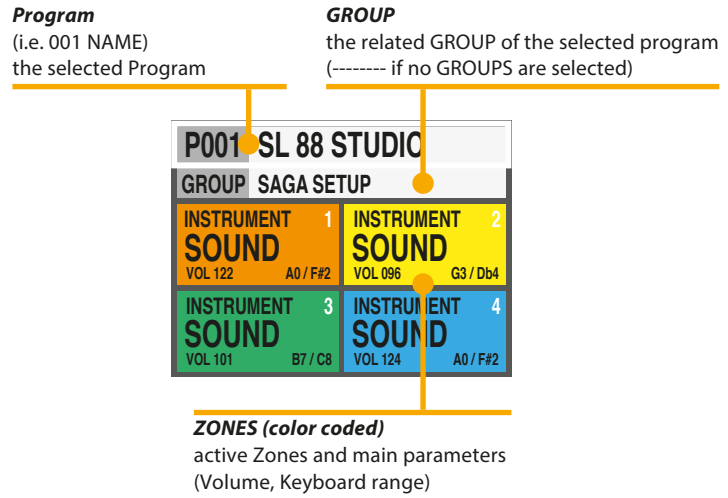 Program
(i.e. 001 NAME)
the selected Program
GROUP
the related GROUP of the selected program
(-------- if no GROUPS are selected)
P001 SL 88 STUDIO
GROUP SAGA SETUP
INSTRUMENT 1
SOUND
VOL 122 A0 / F#2
INSTRUMENT 2
SOUND
VOL 096 G3 / Db4
INSTRUMENT 3
SOUND
VOL 101 B7 / C8
INSTRUMENT 4
SOUND
VOL 124 A0 / F#2
ZONES (color coded)
active Zones and main parameters
(Volume, Keyboard range)